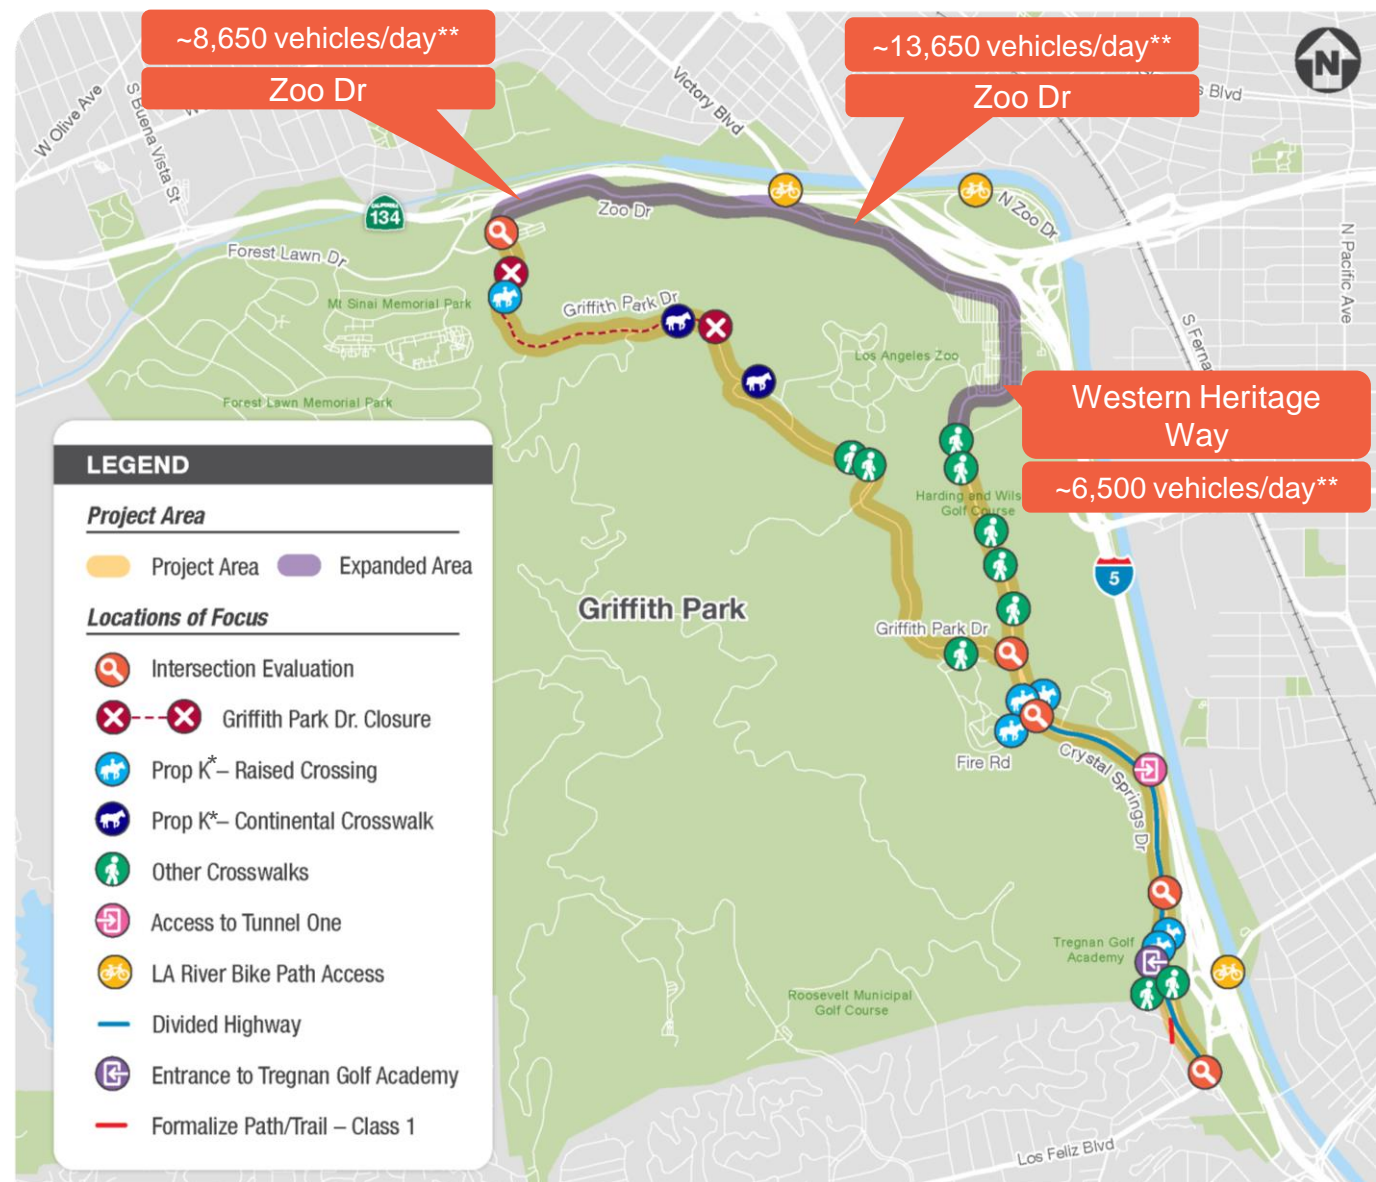 ~8,650 vehicles/day**
Zoo Dr
~13,650 vehicles/day**
Zoo Dr
N
W Olive Ave
S Buena Vista St
Victory Blvd
Blvd
CALIFORNIA
134
Zoo Dr
N Zoo Dr
N Pacific Ave
Forest Lawn Dr
Mt Sinai Memorial Park
Griffith Park Dr
S Ferna
Los Angeles Zoo
Forest Lawn Memorial Park
Western Heritage
Way
~6,500 vehicles/day**
Harding and Wils
Golf Course
5
LEGEND
Project Area
Project Area
Expanded Area
Locations of Focus
Intersection Evaluation
Griffith Park Dr. Closure
Prop K*– Raised Crossing
Prop K*– Continental Crosswalk
Other Crosswalks
Access to Tunnel One
LA River Bike Path Access
Divided Highway
Entrance to Tregnan Golf Academy
Formalize Path/Trail – Class 1
Griffith Park
Griffith Park Dr
Fire Rd
Crystal Springs Dr
Tregnan Golf
Academy
Roosevelt Municipal
Golf Course
Los Feliz Blvd